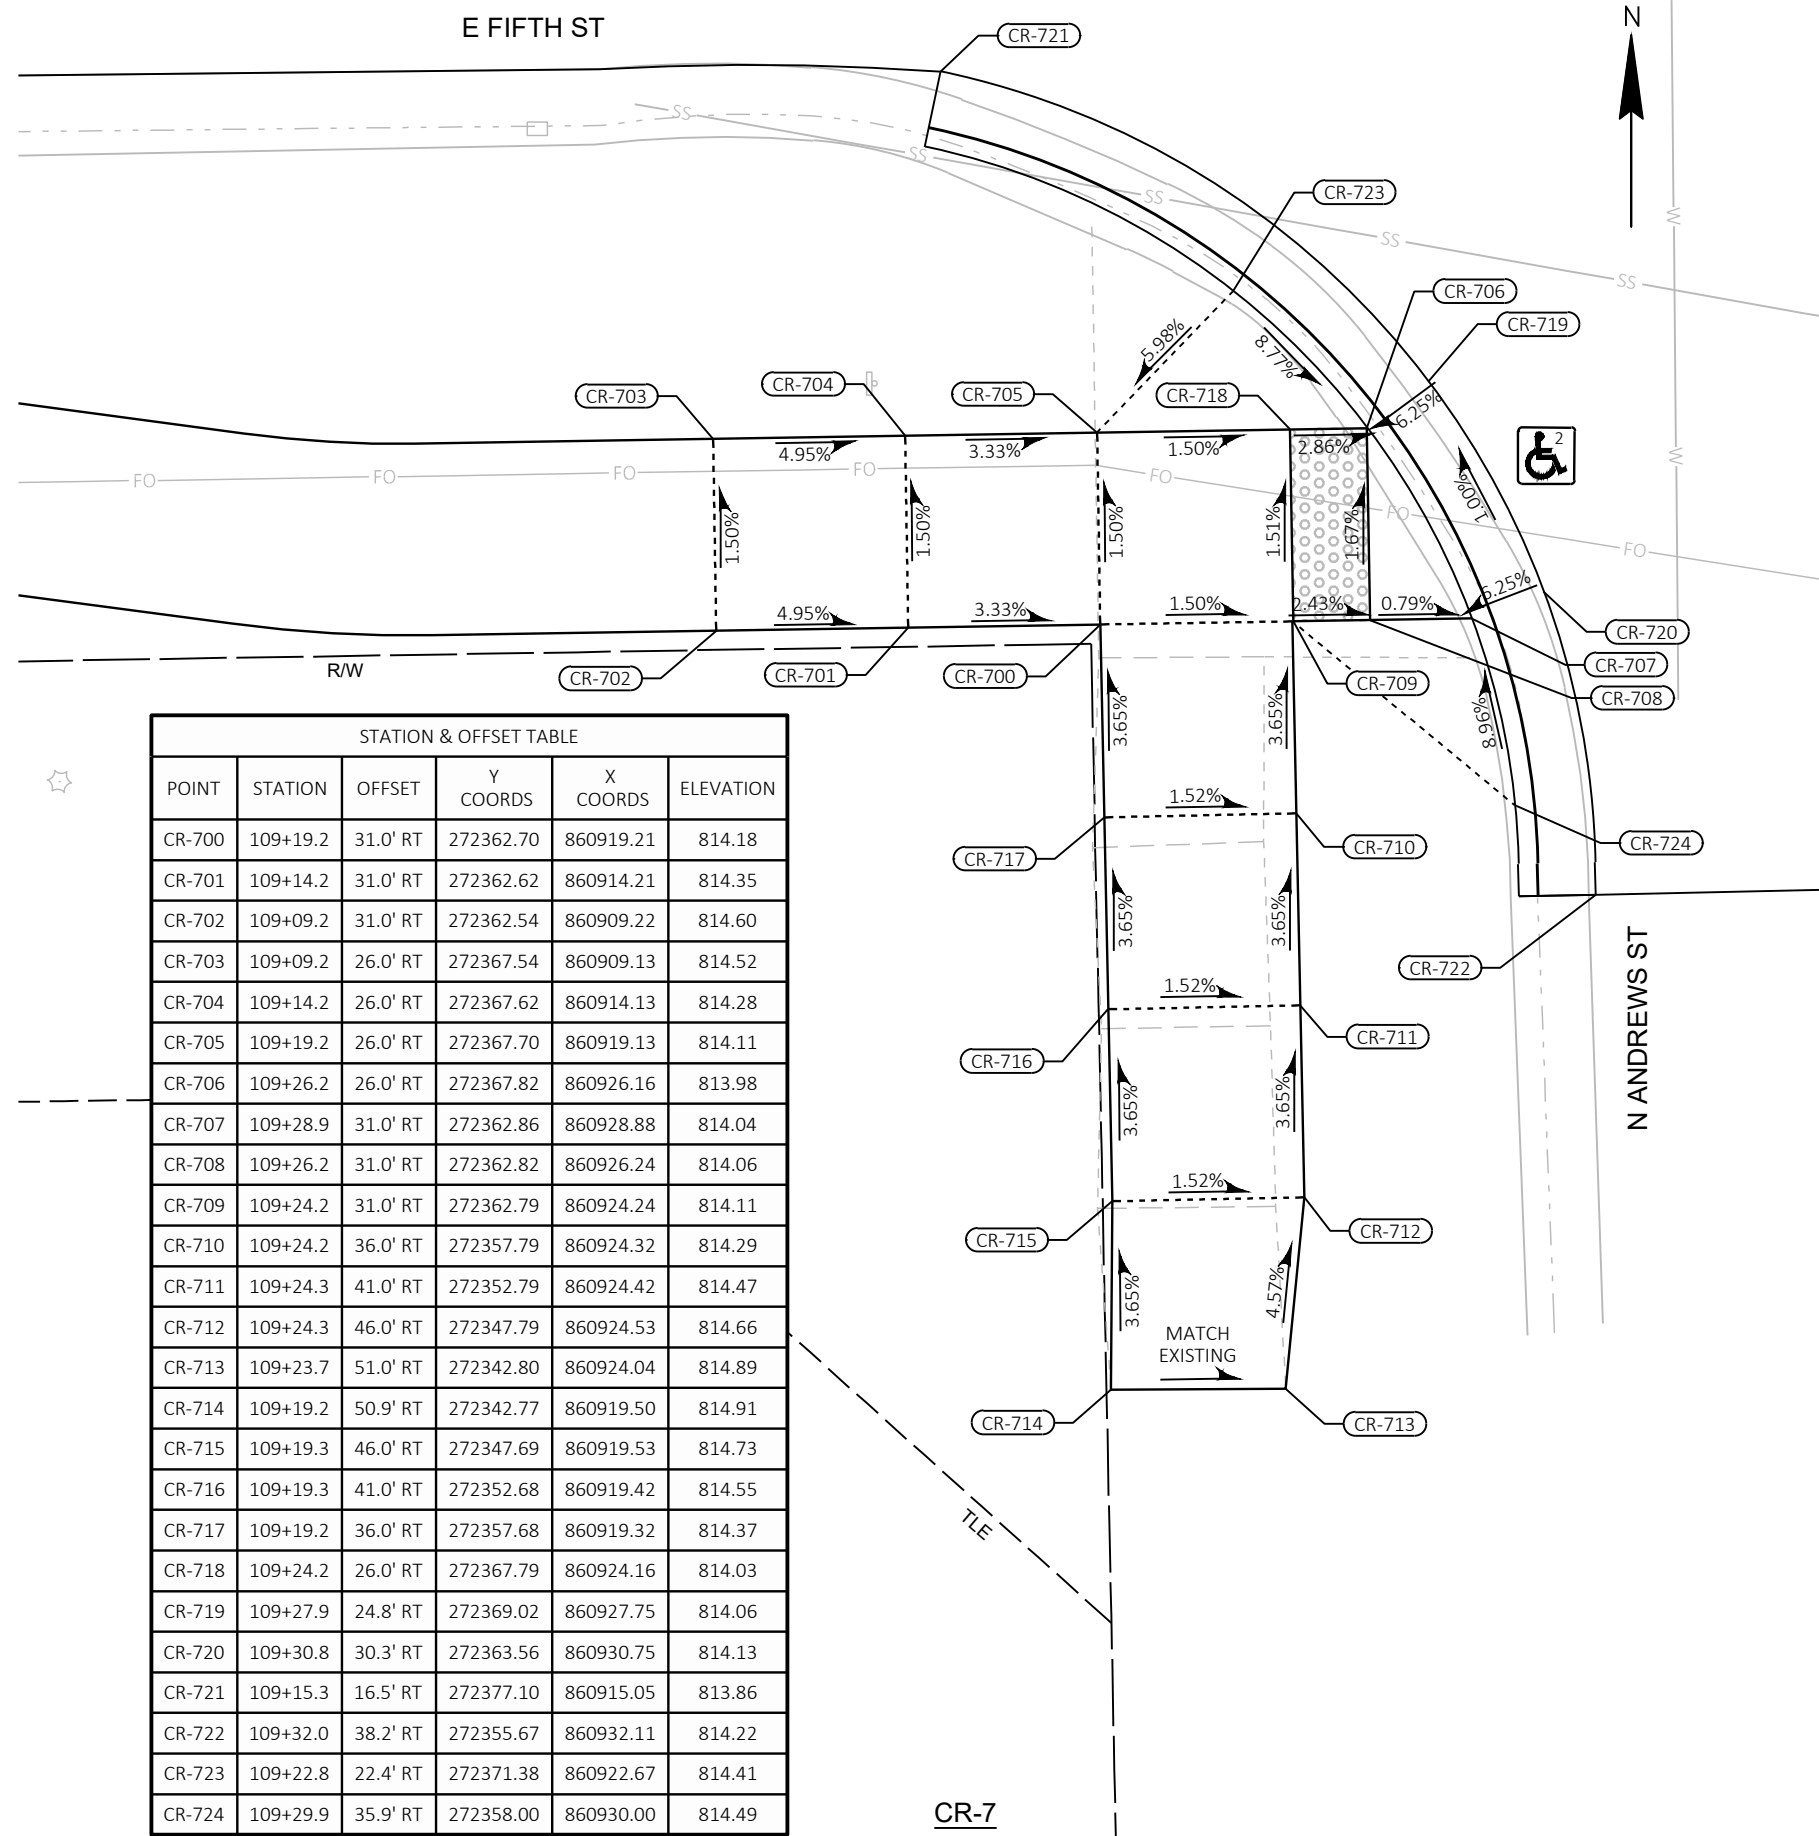 E FIFTH ST
CR-721
N
SS
SS
SS
SS
SS
W
W
CR-723
CR-706
CR-719
5.98%
8.77%
6.25%
CR-703
CR-704
CR-705
CR-718
2
4.95%
3.33%
1.50%
2.86%
FO
FO
FO
FO
FO
FO
FO
1.50%
1.50%
1.50%
1.51%
1.67%
1.00%
6.25%
4.95%
3.33%
1.50%
2.43%
0.79%
CR-720
CR-707
CR-708
R/W
CR-702
CR-701
CR-700
CR-709
3.65%
3.65%
8.96%
1.52%
CR-717
CR-710
CR-724
3.65%
3.65%
CR-722
N ANDREWS ST
1.52%
CR-716
CR-711
3.65%
3.65%
1.52%
CR-715
CR-712
3.65%
4.57%
MATCH
EXISTING
CR-714
CR-713
TLE
STATION & OFFSET TABLE
POINT STATION OFFSET Y COORDS X COORDS ELEVATION
CR-700 109+19.2 31.0' RT 272362.70 860919.21 814.18
CR-701 109+14.2 31.0' RT 272362.62 860914.21 814.35
CR-702 109+09.2 31.0' RT 272362.54 860909.22 814.60
CR-703 109+09.2 26.0' RT 272367.54 860909.13 814.52
CR-704 109+14.2 26.0' RT 272367.62 860914.13 814.28
CR-705 109+19.2 26.0' RT 272367.70 860919.13 814.11
CR-706 109+26.2 26.0' RT 272367.82 860926.16 813.98
CR-707 109+28.9 31.0' RT 272362.86 860928.88 814.04
CR-708 109+26.2 31.0' RT 272362.82 860926.24 814.06
CR-709 109+24.2 31.0' RT 272362.79 860924.24 814.11
CR-710 109+24.2 36.0' RT 272357.79 860924.32 814.29
CR-711 109+24.3 41.0' RT 272352.79 860924.42 814.47
CR-712 109+24.3 46.0' RT 272347.79 860924.53 814.66
CR-713 109+23.7 51.0' RT 272342.80 860924.04 814.89
CR-714 109+19.2 50.9' RT 272342.77 860919.50 814.91
CR-715 109+19.3 46.0' RT 272347.69 860919.53 814.73
CR-716 109+19.3 41.0' RT 272352.68 860919.42 814.55
CR-717 109+19.2 36.0' RT 272357.68 860919.32 814.37
CR-718 109+24.2 26.0' RT 272367.79 860924.16 814.03
CR-719 109+27.9 24.8' RT 272369.02 860927.75 814.06
CR-720 109+30.8 30.3' RT 272363.56 860930.75 814.13
CR-721 109+15.3 16.5' RT 272377.10 860915.05 813.86
CR-722 109+32.0 38.2' RT 272355.67 860932.11 814.22
CR-723 109+22.8 22.4' RT 272371.38 860922.67 814.41
CR-724 109+29.9 35.9' RT 272358.00 860930.00 814.49
CR-7